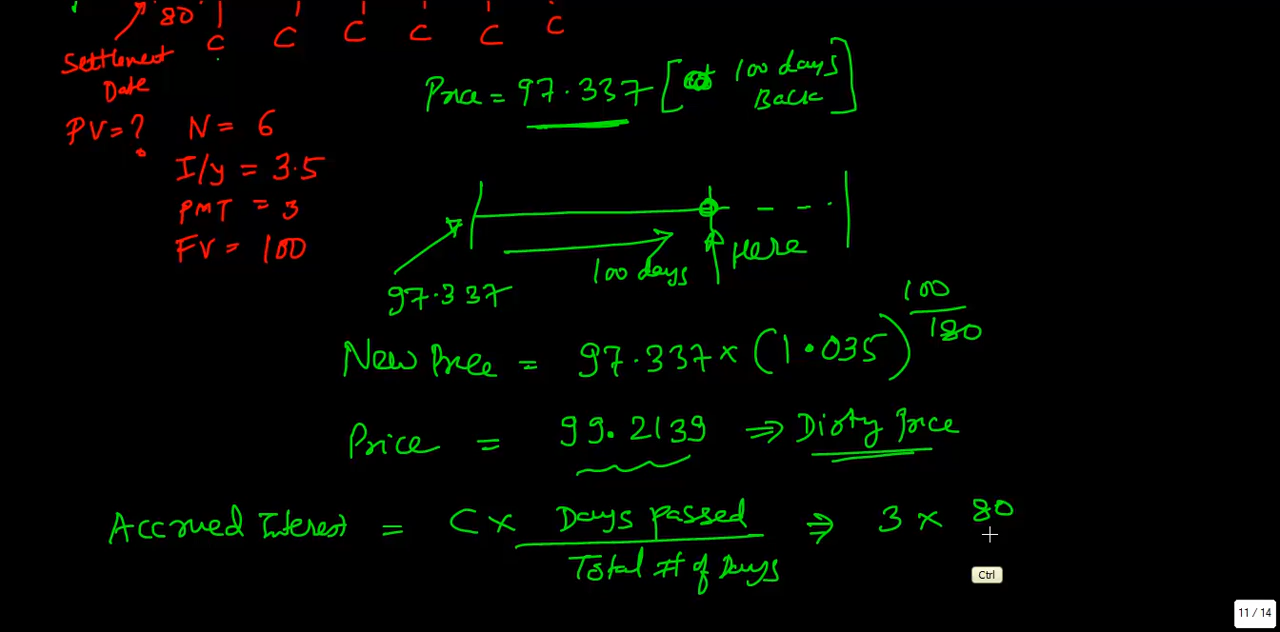 80
C C C C C C
Settlement
Date
Price = 97.337 [ 100 days
Back ]
PV = ? N = 6
I/y = 3.5
PMT = 3
FV = 100
100 days
Here
97.337
New Price = 97.337 × (1.035)^(100/180)
Price = 99.2139 ⇒ Dirty Price
Accrued Interest = C × Days passed / Total # of Days ⇒ 3 × 80
Ctrl
11 / 14